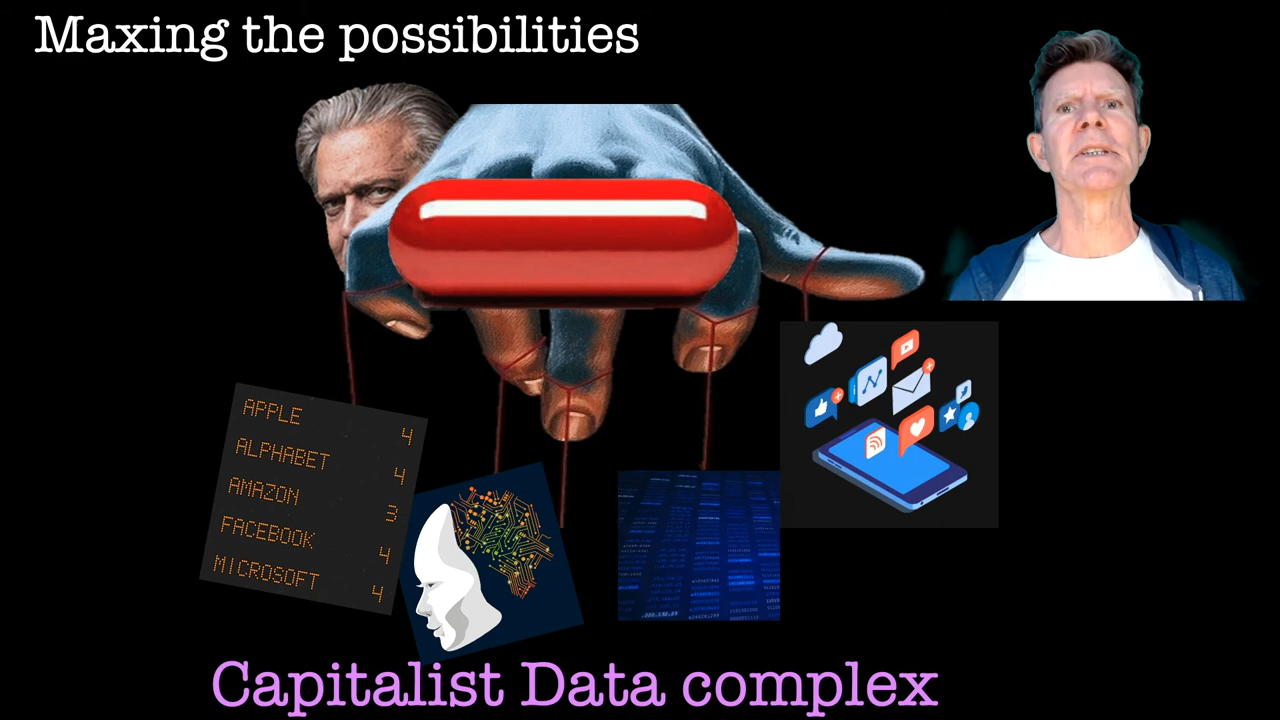 Maxing the possibilities
APPLE 4
ALPHABET 4
AMAZON 3
FACEBOOK 4
MICROSOFT 4
Capitalist Data complex